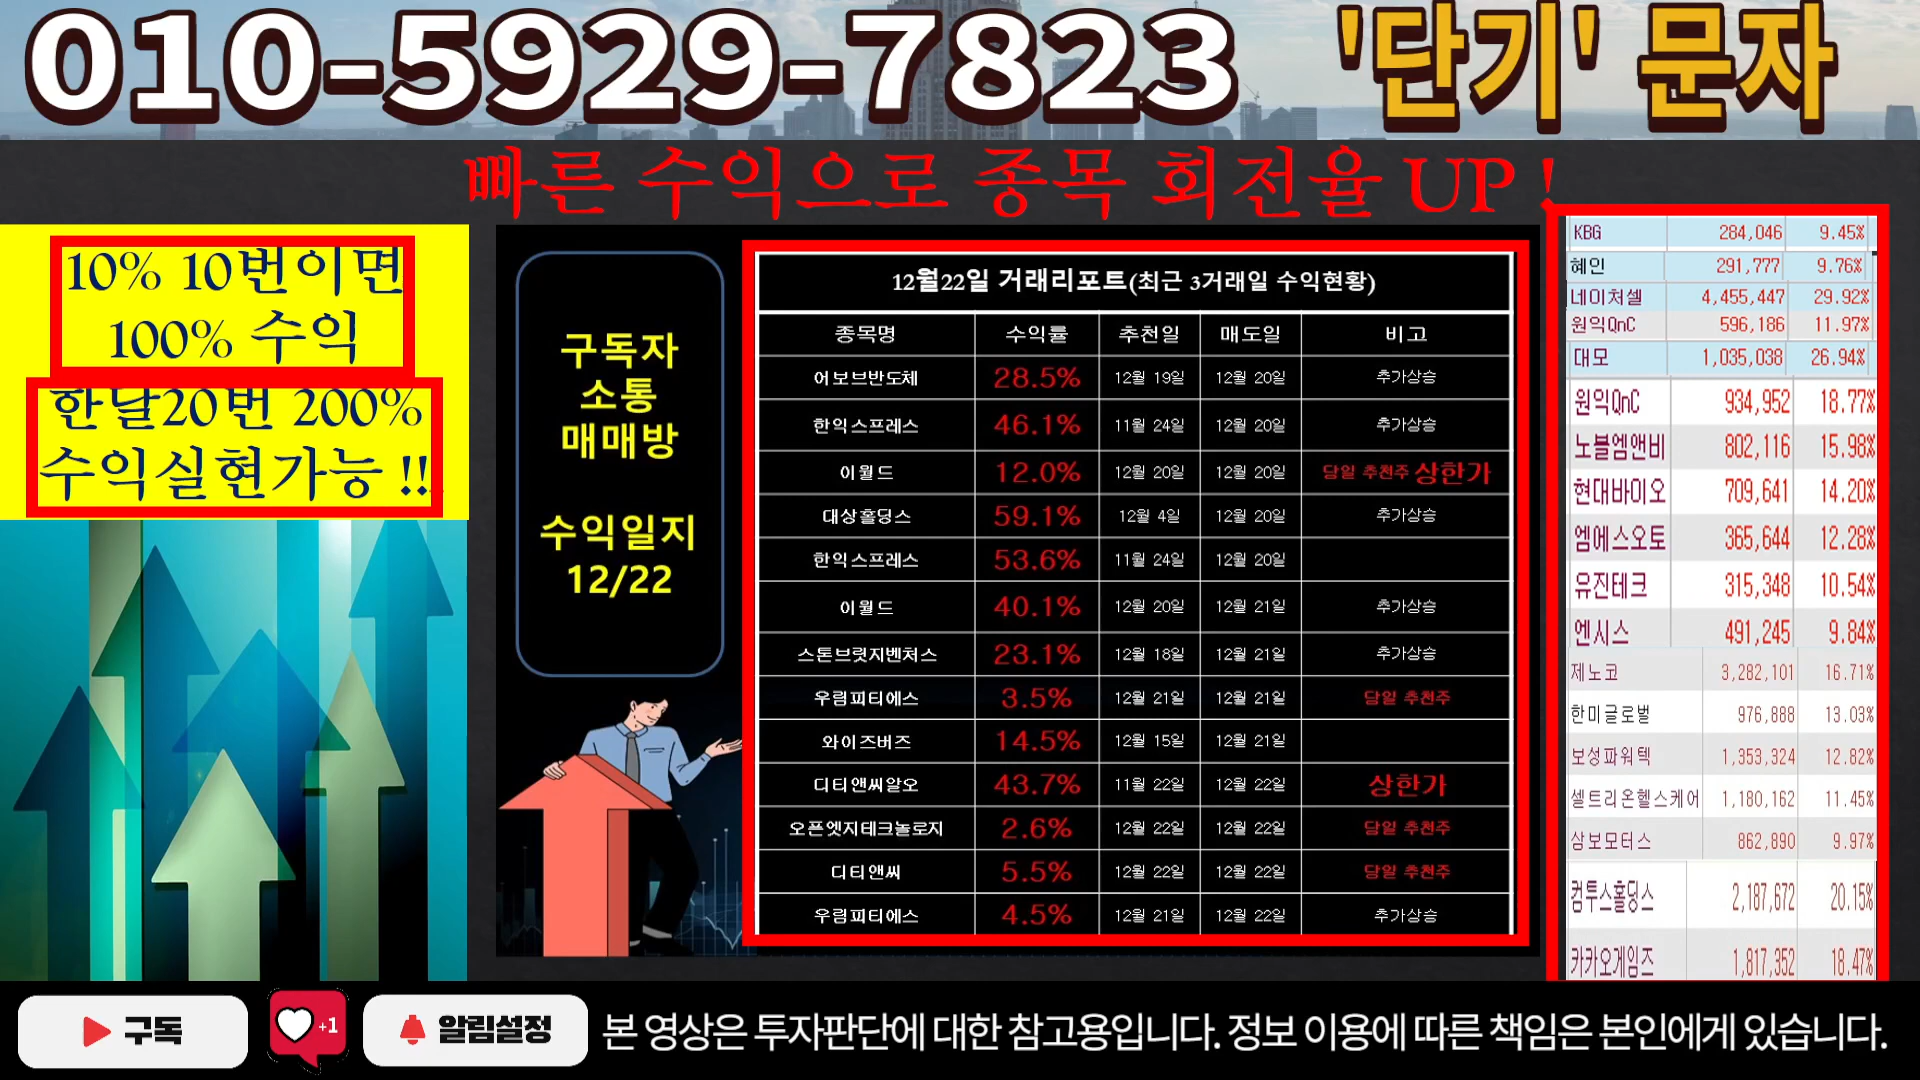 010-5929-7823 '단기' 문자
빠른 수익으로 종목 회전율 UP !
10% 10번이면
100% 수익
한달20번 200%
수익실현가능 !!
구독자
소통
매매방
수익일지
12/22
12월22일 거래리포트(최근 3거래일 수익현황)
종목명 수익률 추천일 매도일 비고
어보브반도체 28.5% 12월 19일 12월 20일 추가상승
한익스프레스 46.1% 11월 24일 12월 20일 추가상승
이월드 12.0% 12월 20일 12월 20일 당일 추천주 상한가
대상홀딩스 59.1% 12월 4일 12월 20일 추가상승
한익스프레스 53.6% 11월 24일 12월 20일
이월드 40.1% 12월 20일 12월 21일 추가상승
스톤브릿지벤처스 23.1% 12월 18일 12월 21일 추가상승
우림피티에스 3.5% 12월 21일 12월 21일 당일 추천주
와이즈버즈 14.5% 12월 15일 12월 21일
디티앤씨알오 43.7% 11월 22일 12월 22일 상한가
오픈엣지테크놀로지 2.6% 12월 22일 12월 22일 당일 추천주
디티앤씨 5.5% 12월 22일 12월 22일 당일 추천주
우림피티에스 4.5% 12월 21일 12월 22일 추가상승
KBG 284,046 9.45%
혜인 291,777 9.76%
네이처셀 4,455,447 29.92%
원익QnC 596,186 11.97%
대모 1,035,038 26.94%
원익QnC 934,952 18.77%
노블엠앤비 802,116 15.98%
현대바이오 709,641 14.20%
엠에스오토 365,644 12.28%
유진테크 315,348 10.54%
엔시스 491,245 9.84%
제노코 3,282,101 16.71%
한미글로벌 976,888 13.03%
보성파워텍 1,353,324 12.82%
셀트리온헬스케어 1,180,162 11.45%
상보모터스 862,890 9.97%
컴투스홀딩스 2,187,672 20.15%
카카오게임즈 1,817,352 18.47%
구독 +1 알림설정 본 영상은 투자판단에 대한 참고용입니다. 정보 이용에 따른 책임은 본인에게 있습니다.